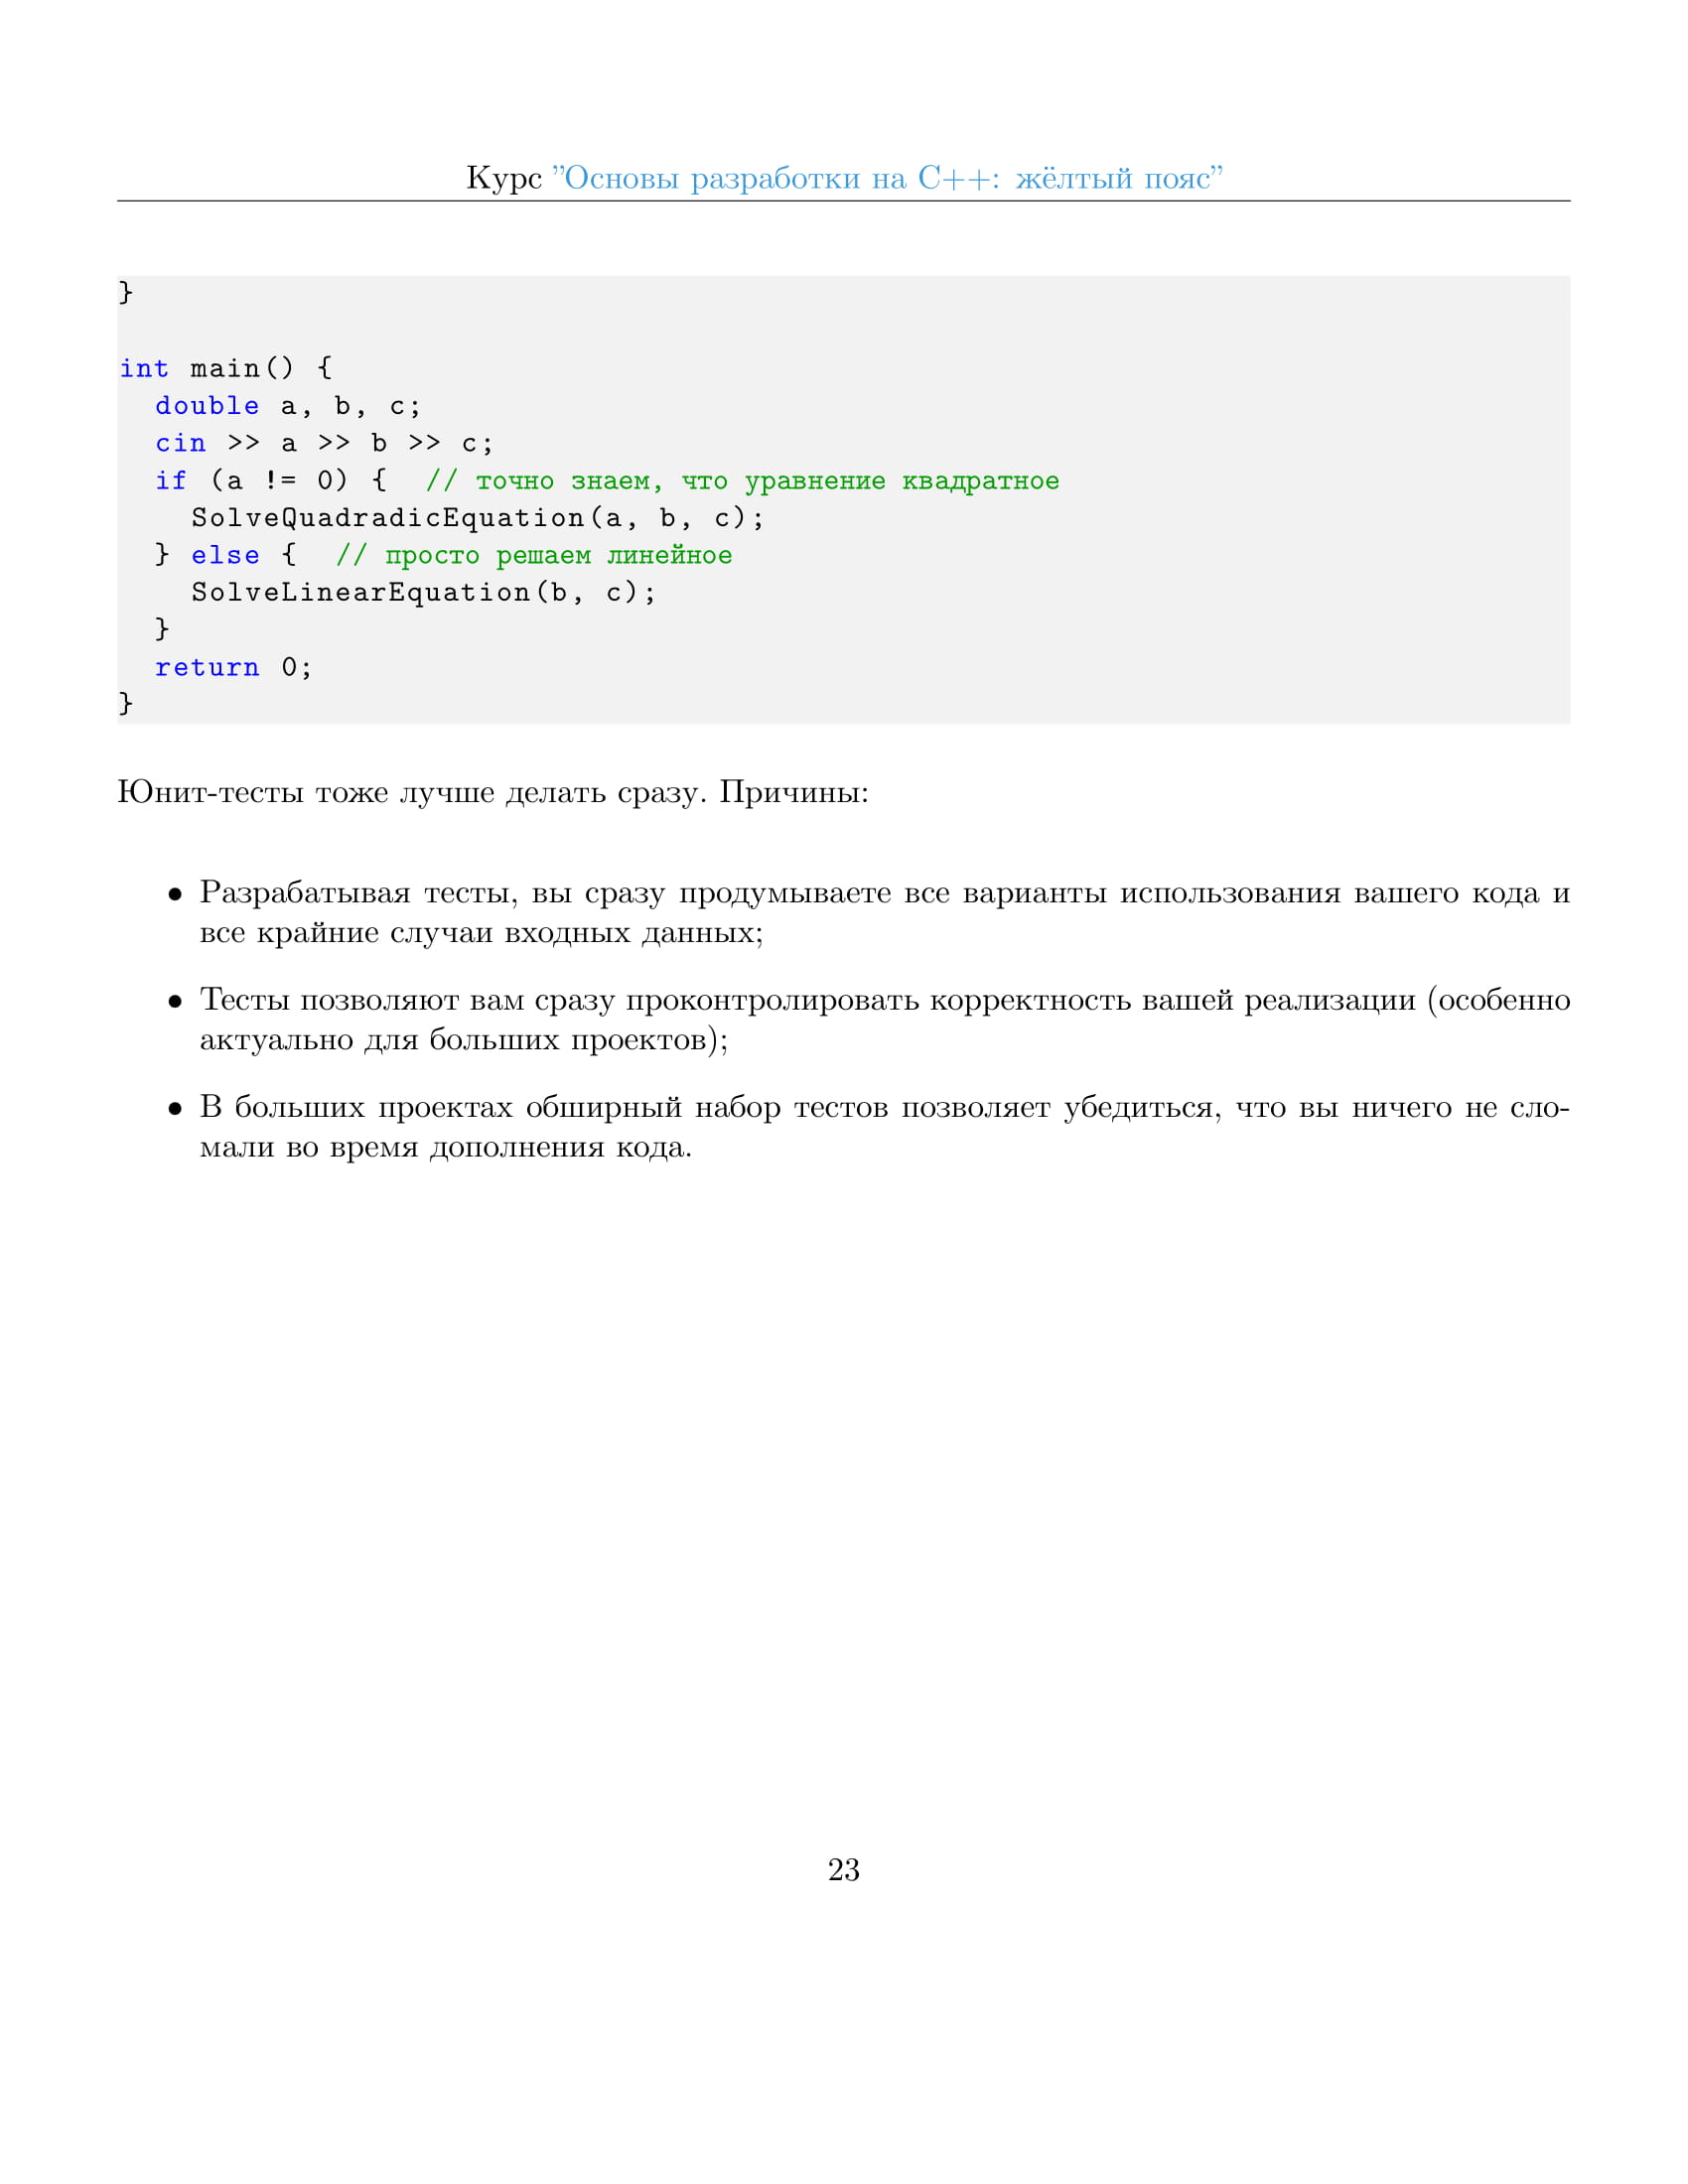 Курс ”Основы разработки на C++: жёлтый пояс”
}
int main() {
  double a, b, c;
  cin >> a >> b >> c;
  if (a != 0) {  // точно знаем, что уравнение квадратное
    SolveQuadradicEquation(a, b, c);
  } else {  // просто решаем линейное
    SolveLinearEquation(b, c);
  }
  return 0;
}
Юнит-тесты тоже лучше делать сразу. Причины:
• Разрабатывая тесты, вы сразу продумываете все варианты использования вашего кода и
все крайние случаи входных данных;
• Тесты позволяют вам сразу проконтролировать корректность вашей реализации (особенно
актуально для больших проектов);
• В больших проектах обширный набор тестов позволяет убедиться, что вы ничего не сло-
мали во время дополнения кода.
23